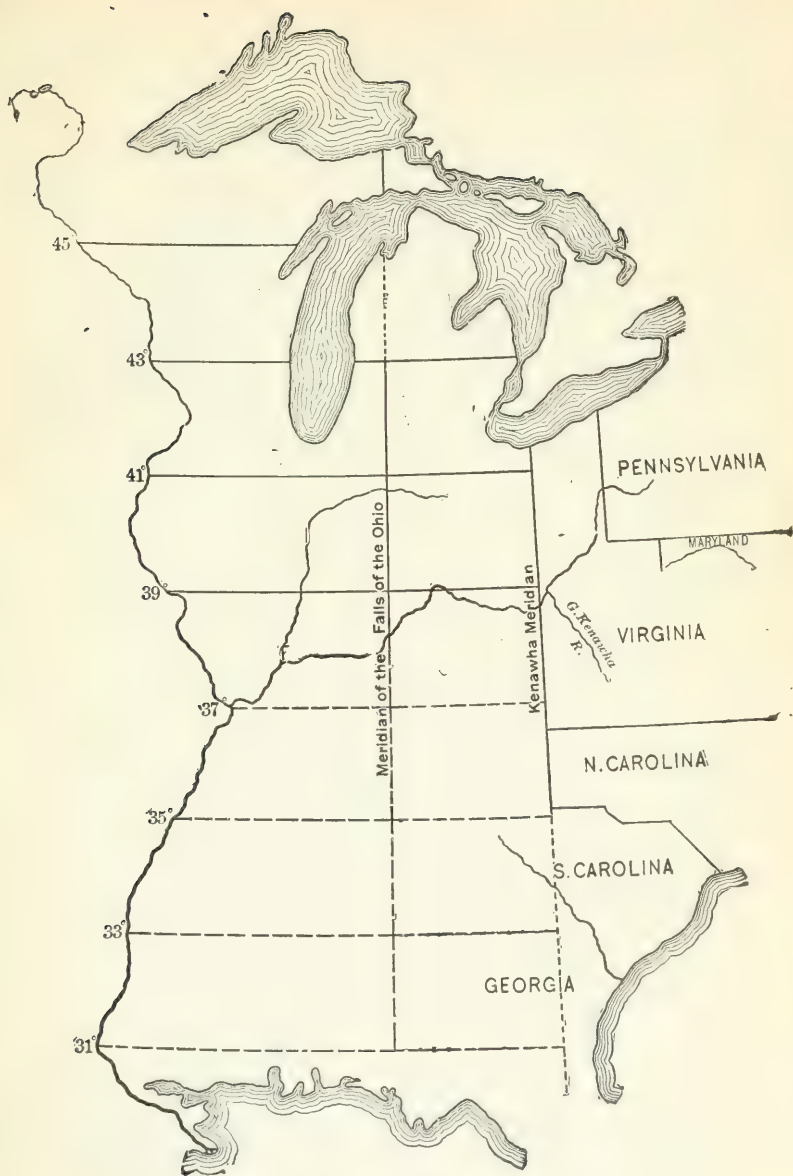 45°
43°
41°
39°
37°
35°
33°
31°
Meridian of the Falls of the Ohio
Kenawha Meridian
PENNSYLVANIA
MARYLAND
G. Kenawha
R.
VIRGINIA
N. CAROLINA
S. CAROLINA
GEORGIA